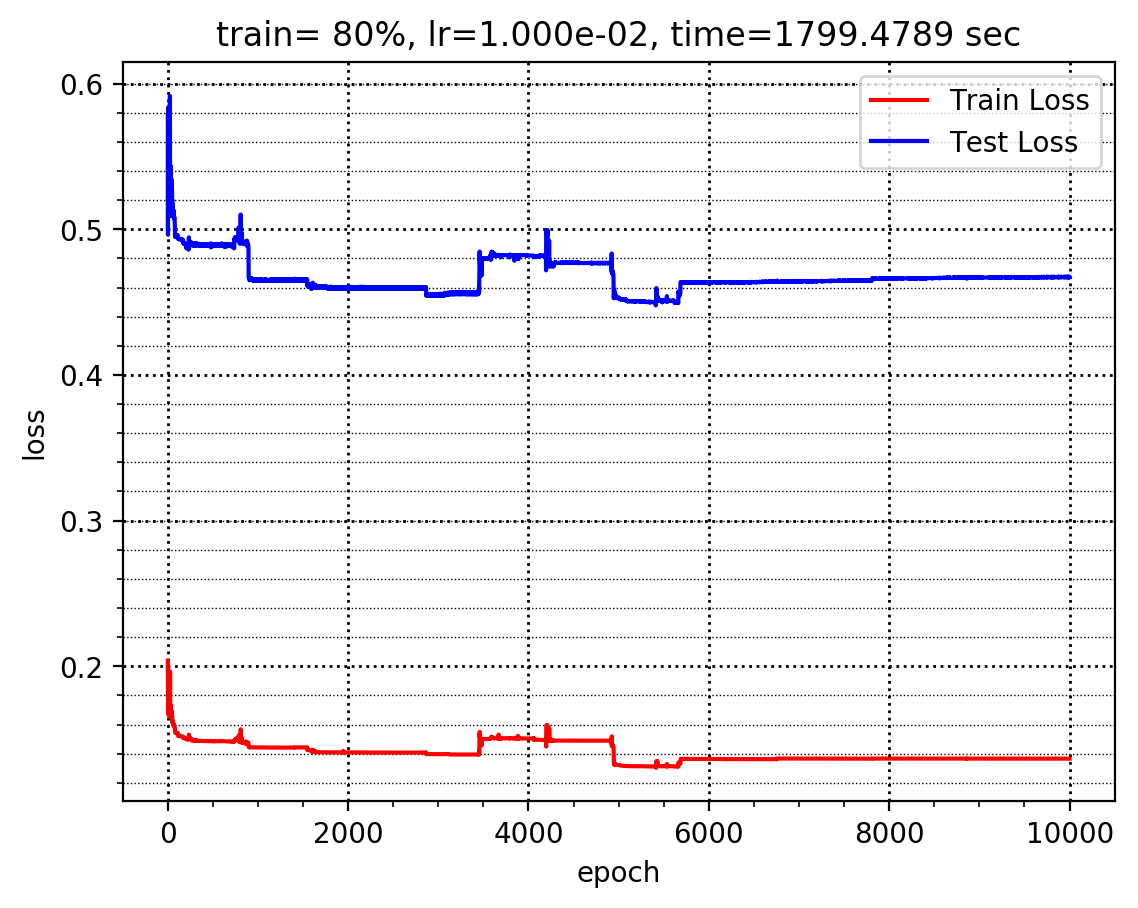 train= 80%, lr=1.000e-02, time=1799.4789 sec
Train Loss
Test Loss
0.6
0.5
0.4
0.3
0.2
loss
0 2000 4000 6000 8000 10000
epoch